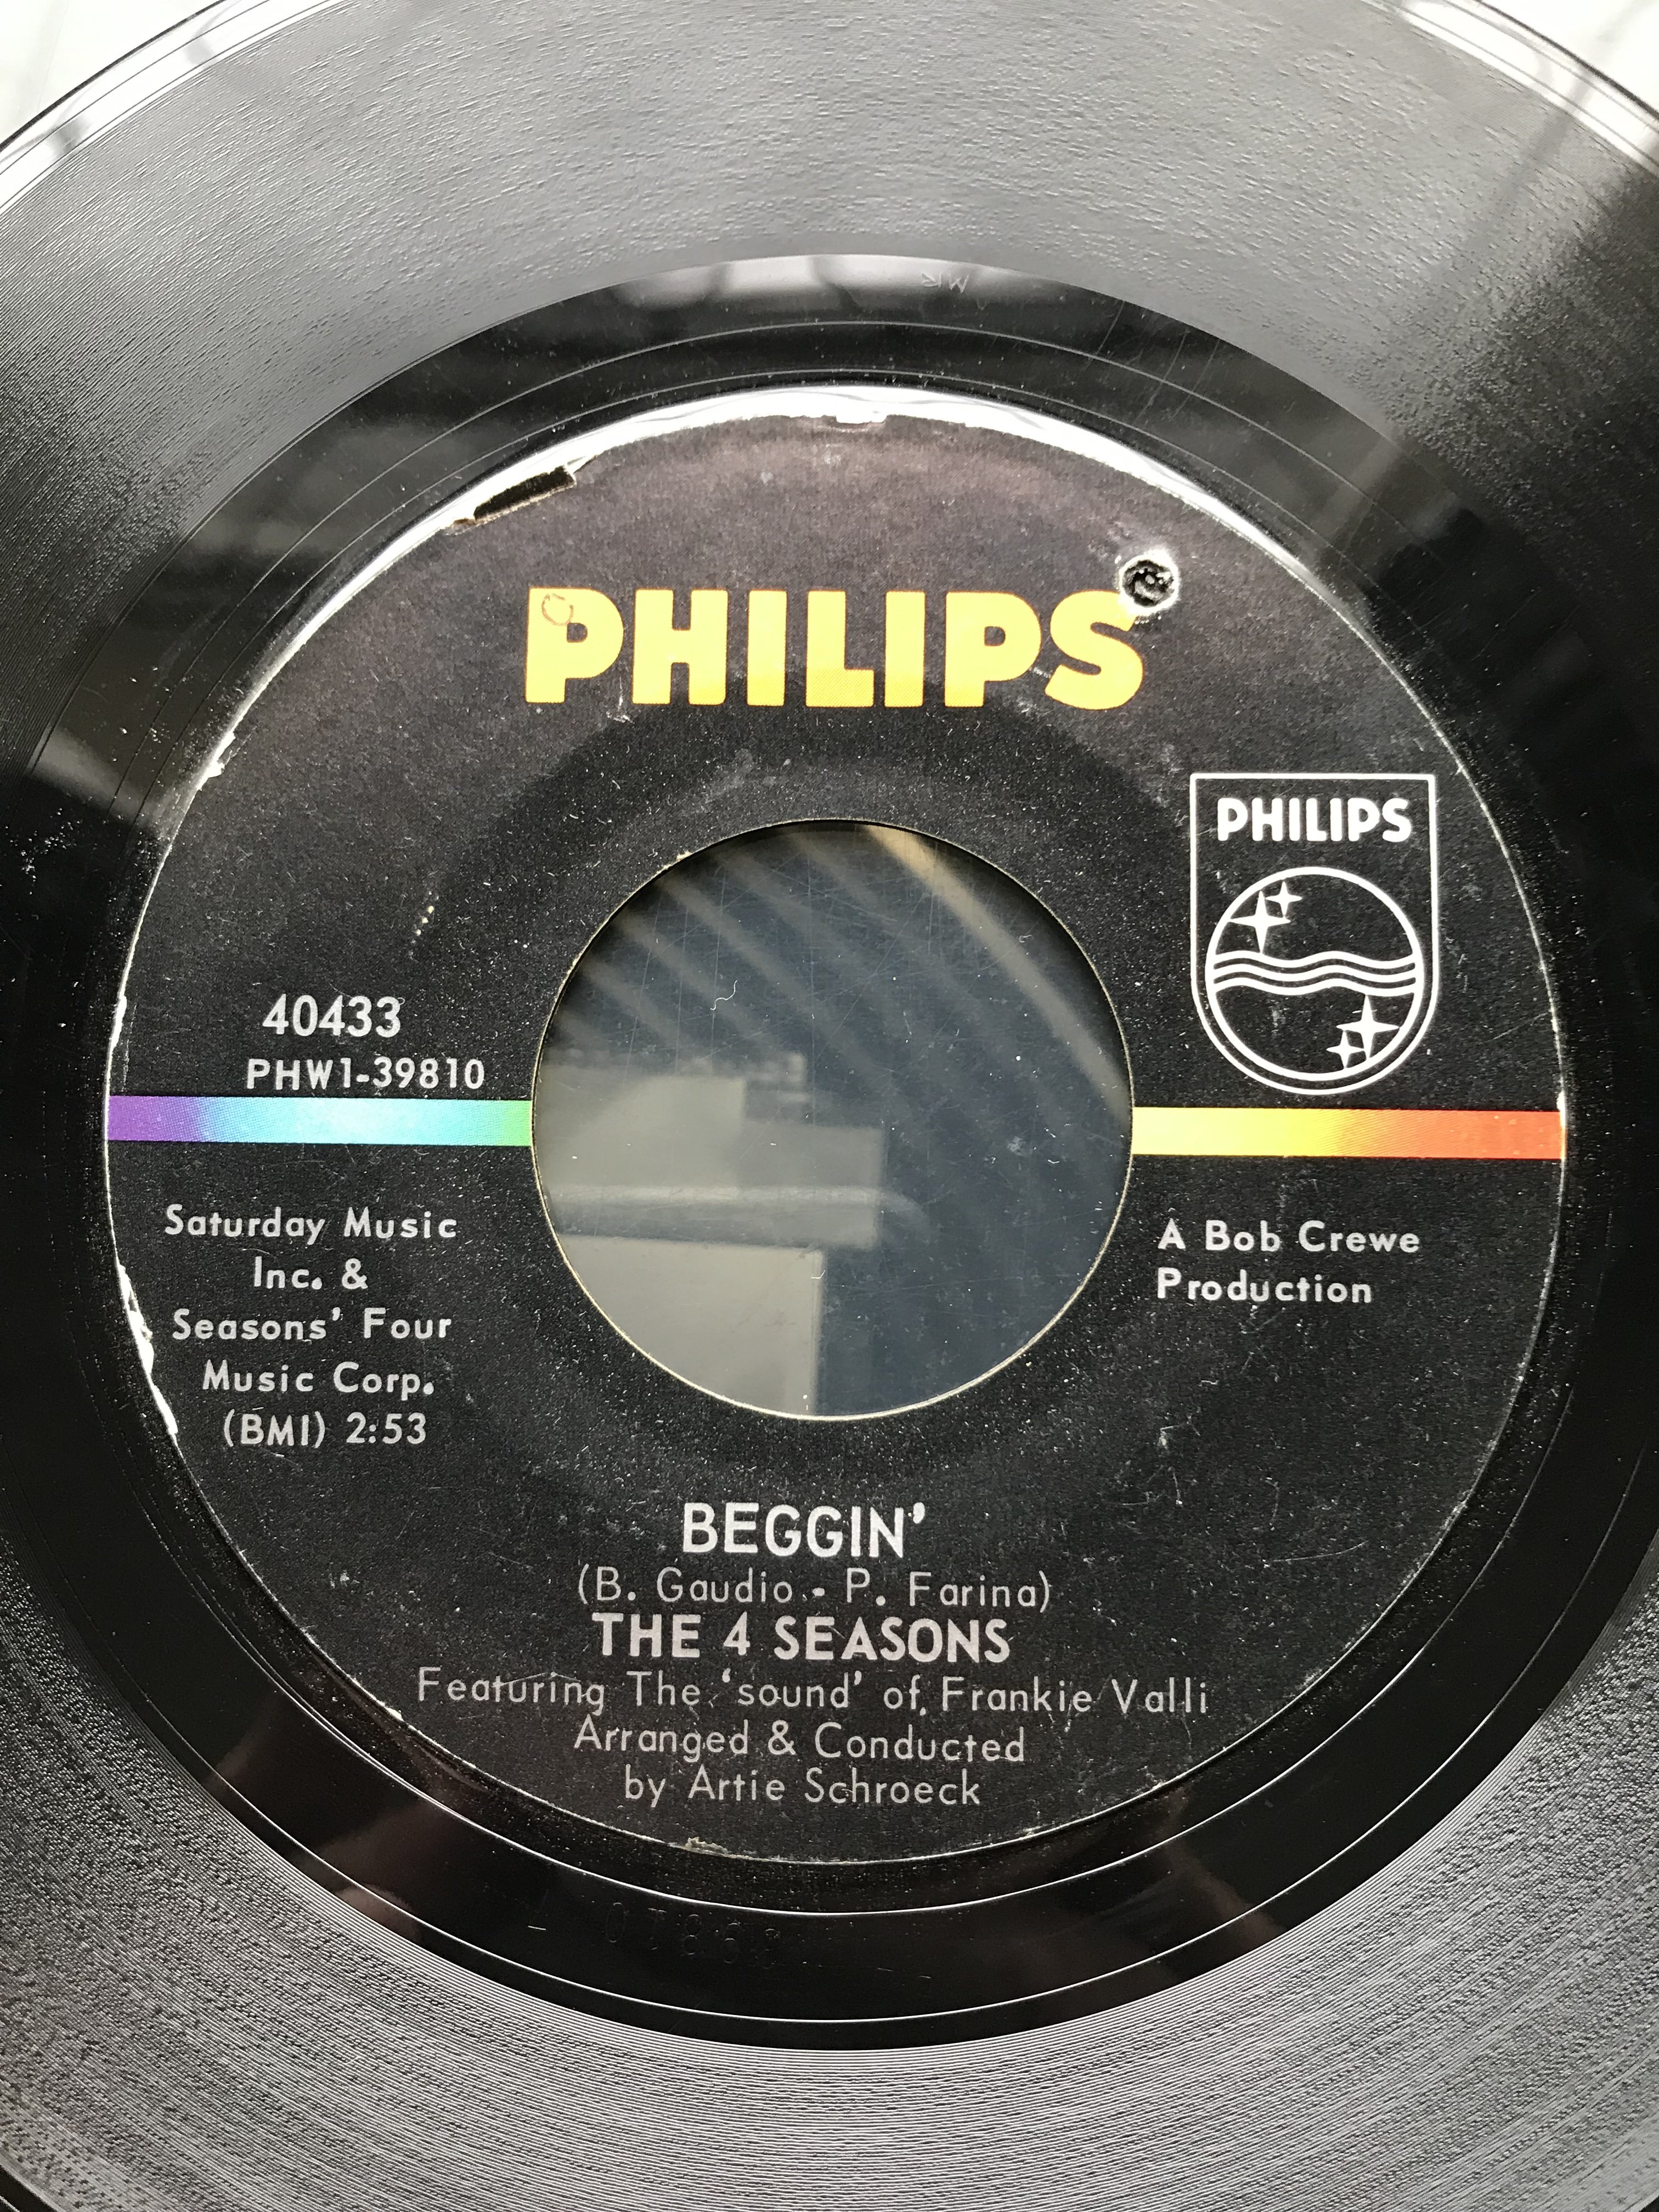 PHILIPS
PHILIPS
40433
PHW1-39810
Saturday Music
Inc. &
Seasons' Four
Music Corp.
(BMI) 2:53
A Bob Crewe
Production
BEGGIN'
(B. Gaudio - P. Farina)
THE 4 SEASONS
Featuring The 'sound' of Frankie Valli
Arranged & Conducted
by Artie Schroeck